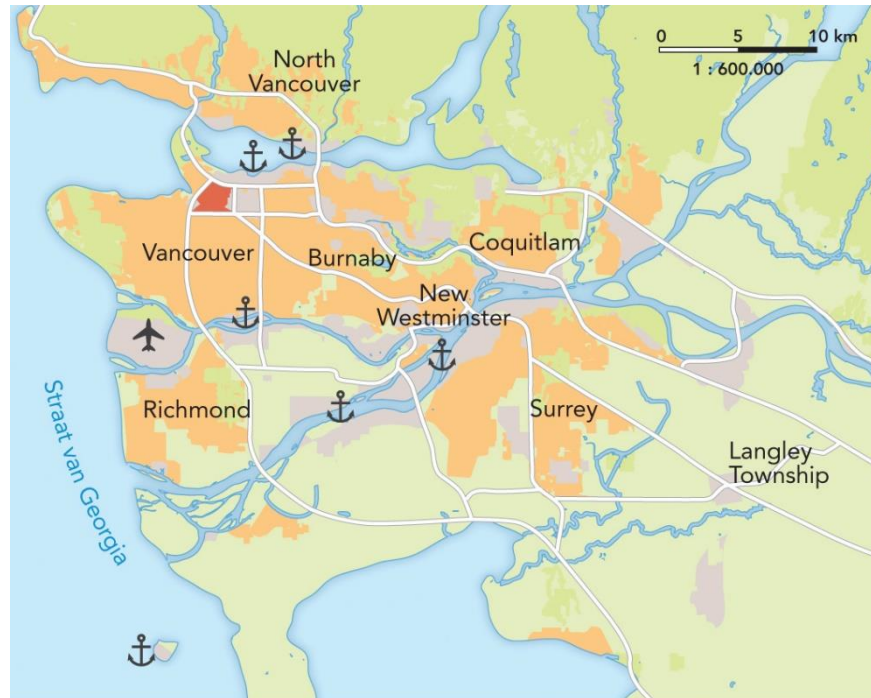 North
Vancouver
0 5 10 km
1 : 600.000
Vancouver
Burnaby
Coquitlam
New
Westminster
Richmond
Surrey
Langley
Township
Straat van Georgia